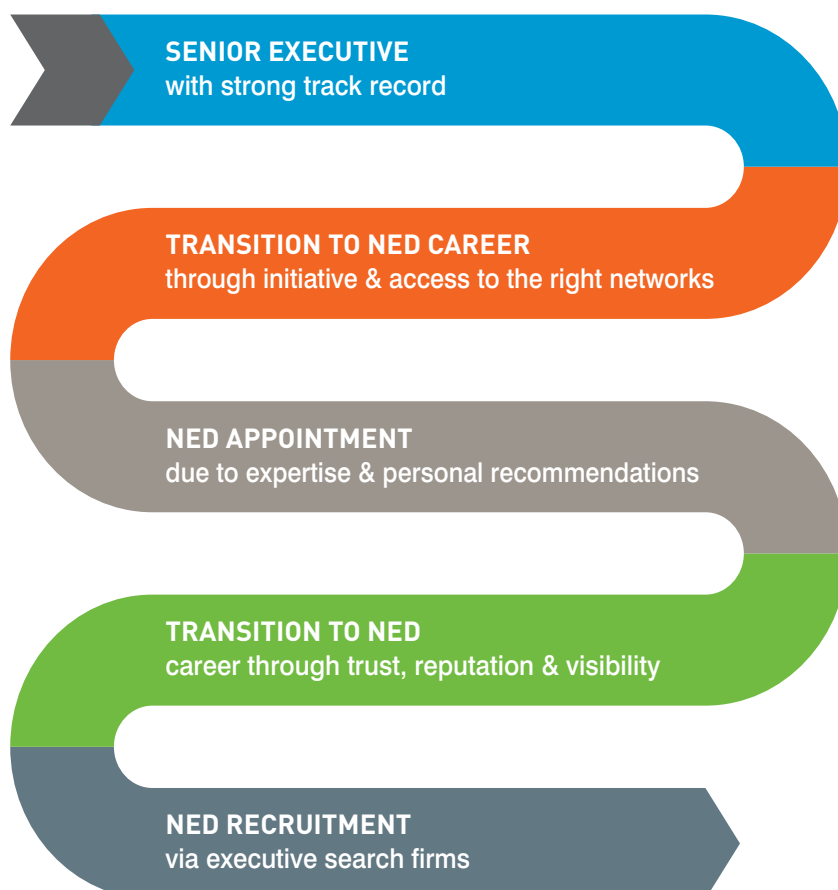 SENIOR EXECUTIVE
with strong track record
TRANSITION TO NED CAREER
through initiative & access to the right networks
NED APPOINTMENT
due to expertise & personal recommendations
TRANSITION TO NED
career through trust, reputation & visibility
NED RECRUITMENT
via executive search firms